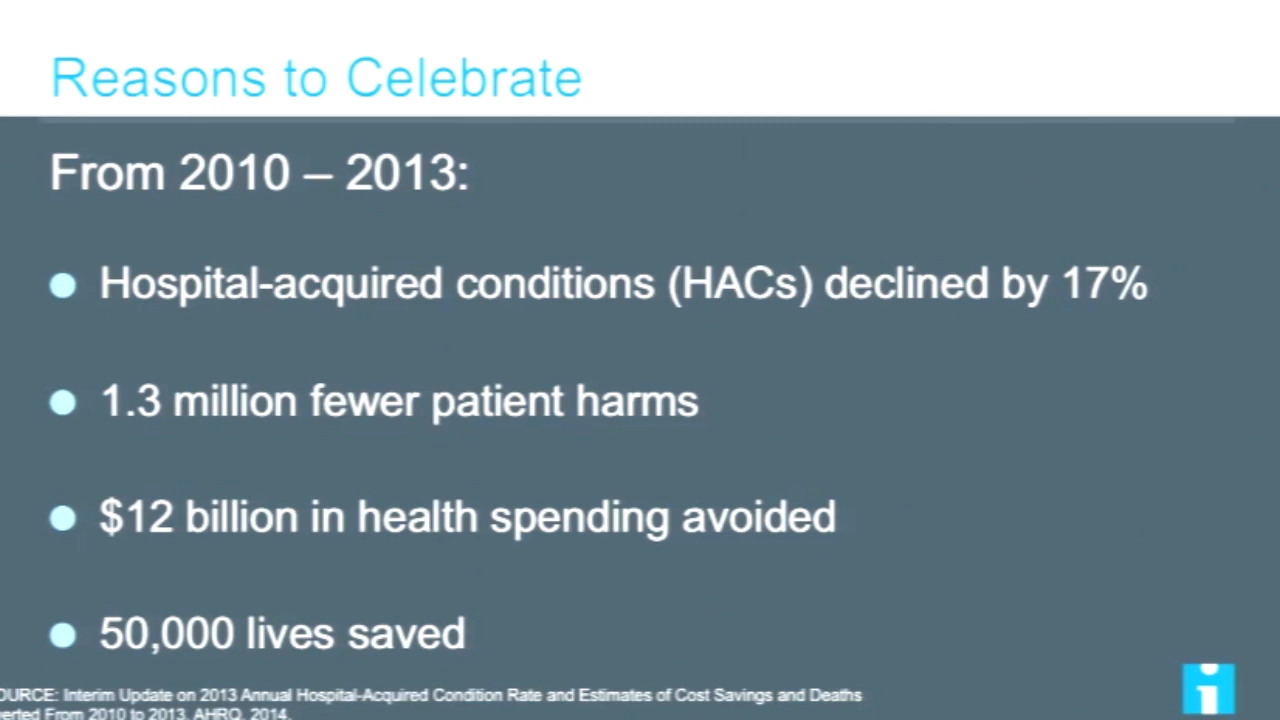 Reasons to Celebrate
From 2010 – 2013:
Hospital-acquired conditions (HACs) declined by 17%
1.3 million fewer patient harms
$12 billion in health spending avoided
50,000 lives saved
OURCE: Interim Update on 2013 Annual Hospital-Acquired Condition Rate and Estimates of Cost Savings and Deaths
erted From 2010 to 2013. AHRQ. 2014.